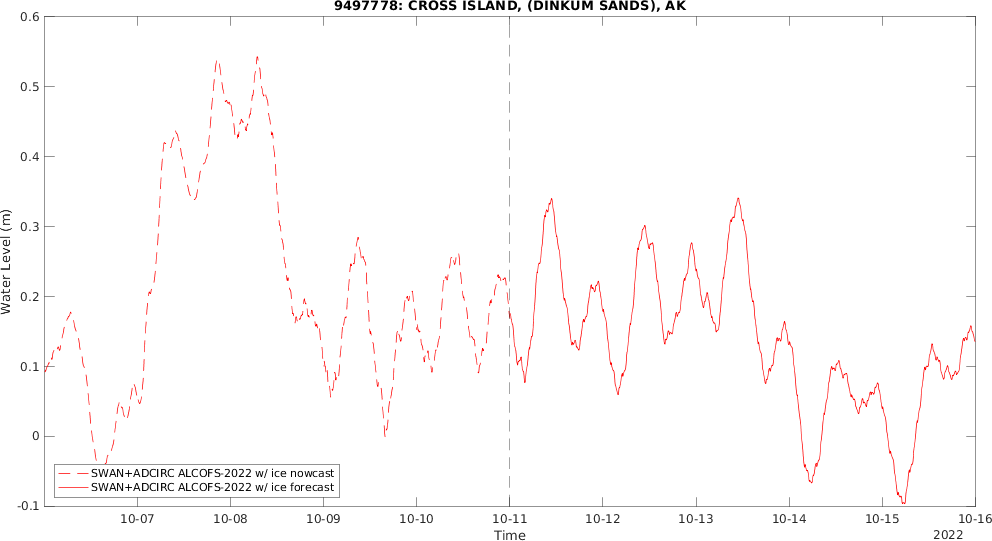 9497778: CROSS ISLAND, (DINKUM SANDS), AK
0.6
0.5
0.4
0.3
0.2
0.1
0
-0.1
Water Level (m)
SWAN+ADCIRC ALCOFS-2022 w/ ice nowcast
SWAN+ADCIRC ALCOFS-2022 w/ ice forecast
10-07 10-08 10-09 10-10 10-11 10-12 10-13 10-14 10-15 10-16
Time
2022